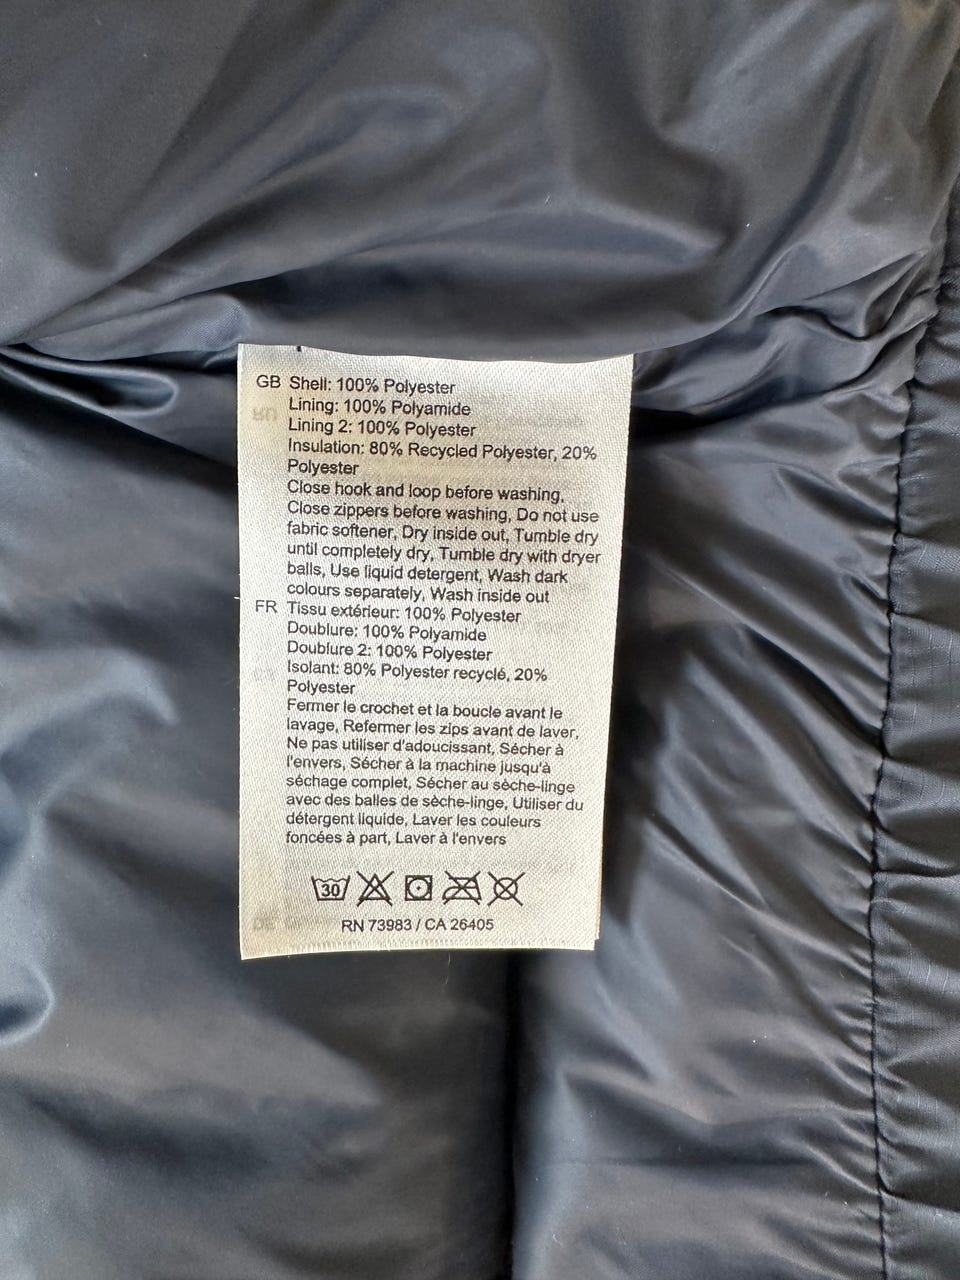 GB Shell: 100% Polyester
Lining: 100% Polyamide
Lining 2: 100% Polyester
Insulation: 80% Recycled Polyester, 20%
Polyester
Close hook and loop before washing,
Close zippers before washing, Do not use
fabric softener, Dry inside out, Tumble dry
until completely dry, Tumble dry with dryer
balls, Use liquid detergent, Wash dark
colours separately, Wash inside out
FR Tissu extérieur: 100% Polyester
Doublure: 100% Polyamide
Doublure 2: 100% Polyester
Isolant: 80% Polyester recyclé, 20%
Polyester
Fermer le crochet et la boucle avant le
lavage, Refermer les zips avant de laver,
Ne pas utiliser d'adoucissant, Sécher à
l'envers, Sécher à la machine jusqu'à
séchage complet, Sécher au sèche-linge
avec des balles de sèche-linge, Utiliser du
détergent liquide, Laver les couleurs
foncées à part, Laver à l'envers
30
RN 73983 / CA 26405